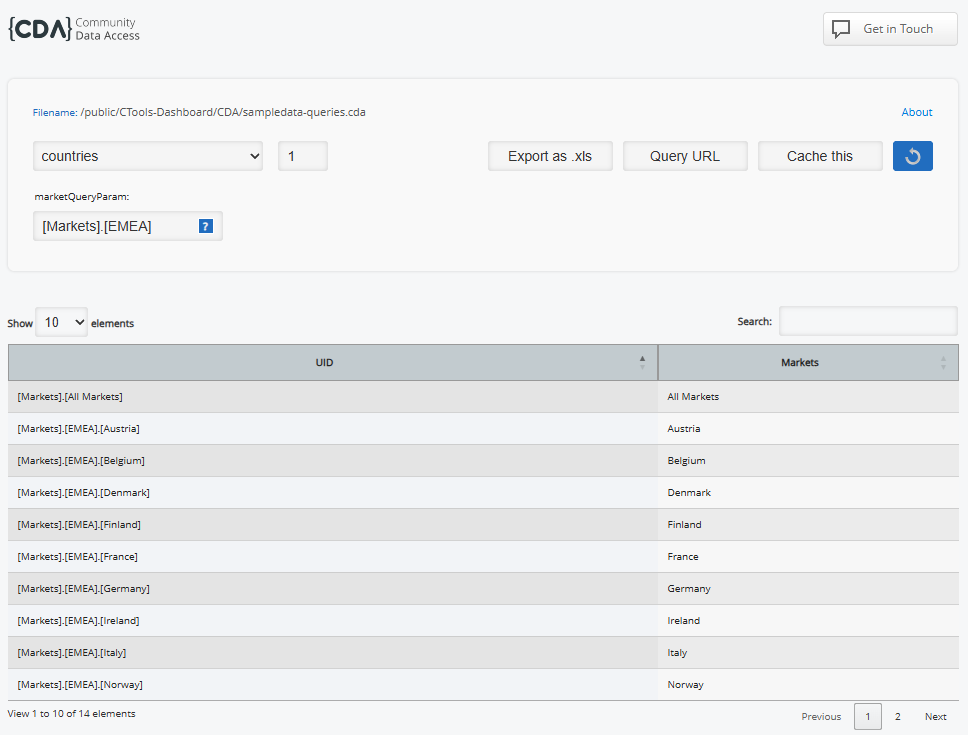 {CDA} Community
Data Access
Get in Touch
Filename: /public/CTools-Dashboard/CDA/sampledata-queries.cda
About
countries 1 Export as .xls Query URL Cache this
marketQueryParam:
[Markets].[EMEA] ?
Show 10 elements Search:
UID Markets
[Markets].[All Markets] All Markets
[Markets].[EMEA].[Austria] Austria
[Markets].[EMEA].[Belgium] Belgium
[Markets].[EMEA].[Denmark] Denmark
[Markets].[EMEA].[Finland] Finland
[Markets].[EMEA].[France] France
[Markets].[EMEA].[Germany] Germany
[Markets].[EMEA].[Ireland] Ireland
[Markets].[EMEA].[Italy] Italy
[Markets].[EMEA].[Norway] Norway
View 1 to 10 of 14 elements
Previous 1 2 Next